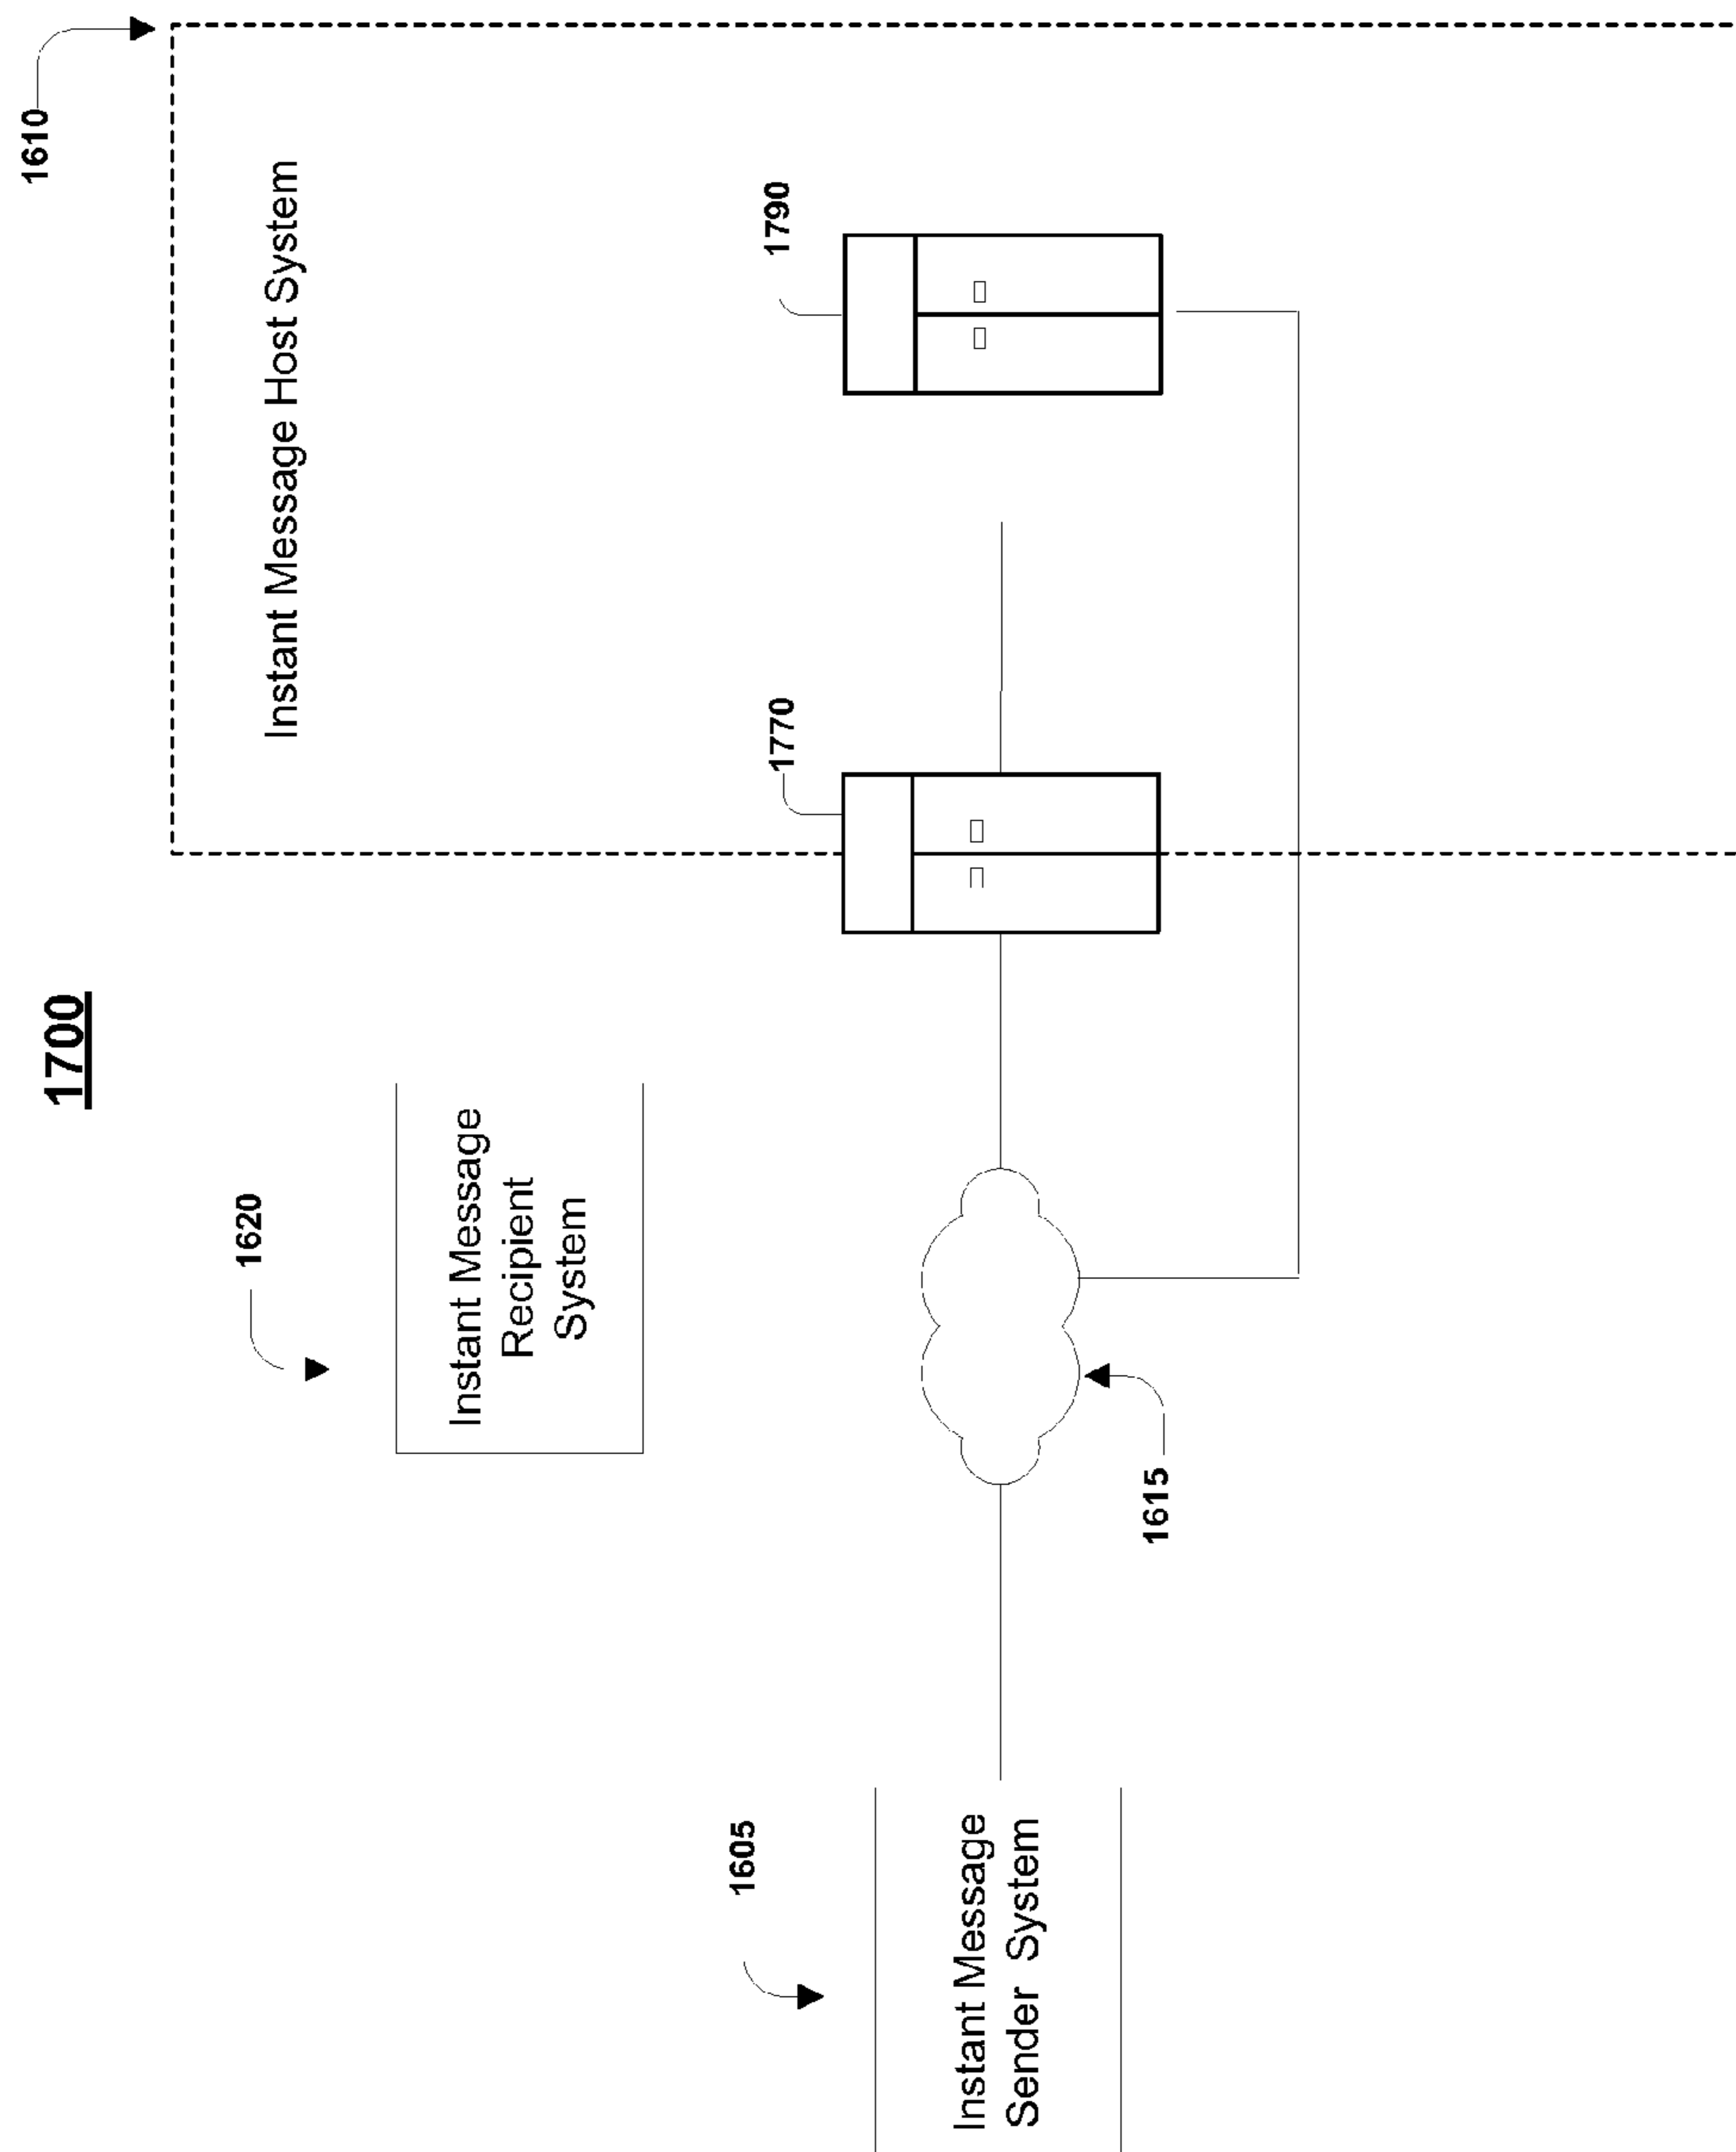 1700
1610
Instant Message Host System
1620
Instant Message
Recipient
System
1770
1790
1605
Instant Message
Sender System
1615